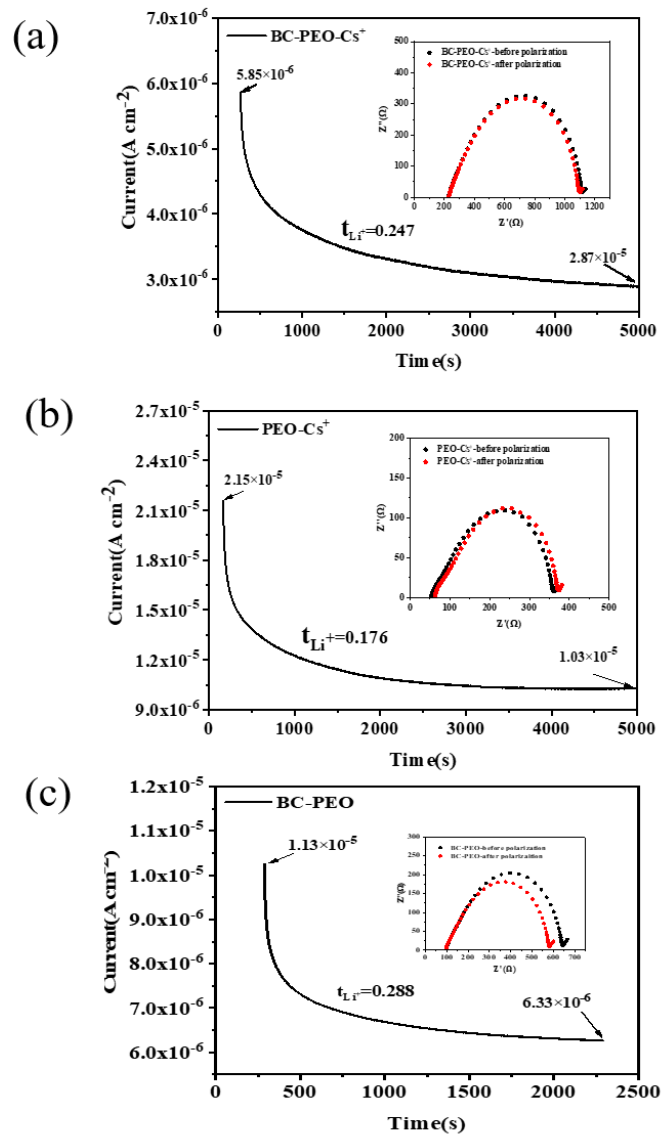 (a)
7.0x10⁻⁶
6.0x10⁻⁶
5.0x10⁻⁶
4.0x10⁻⁶
3.0x10⁻⁶
Current(A cm⁻²)
BC-PEO-Cs⁺
5.85×10⁻⁶
tLi⁺=0.247
2.87×10⁻⁵
0
1000
2000
3000
4000
5000
Time(s)
500
400
300
200
100
0
Z''(Ω)
BC-PEO-Cs⁺-before polarization
BC-PEO-Cs⁺-after polarization
0
200
400
600
800
1000
1200
Z'(Ω)
(b)
2.7x10⁻⁵
2.4x10⁻⁵
2.1x10⁻⁵
1.8x10⁻⁵
1.5x10⁻⁵
1.2x10⁻⁵
9.0x10⁻⁶
Current(A cm⁻²)
PEO-Cs⁺
2.15×10⁻⁵
tLi⁺=0.176
1.03×10⁻⁵
0
1000
2000
3000
4000
5000
Time(s)
200
150
100
50
0
Z''(Ω)
PEO-Cs⁺-before polarization
PEO-Cs⁺-after polarization
0
100
200
300
400
500
Z'(Ω)
(c)
1.2x10⁻⁵
1.1x10⁻⁵
1.0x10⁻⁵
9.0x10⁻⁶
8.0x10⁻⁶
7.0x10⁻⁶
6.0x10⁻⁶
Current(Acm⁻²)
BC-PEO
1.13×10⁻⁵
tLi⁺=0.288
6.33×10⁻⁶
0
500
1000
1500
2000
2500
Time(s)
300
250
200
150
100
50
0
Z''(Ω)
BC-PEO-before polarization
BC-PEO-after polarizaition
0
100
200
300
400
500
600
700
Z'(Ω)